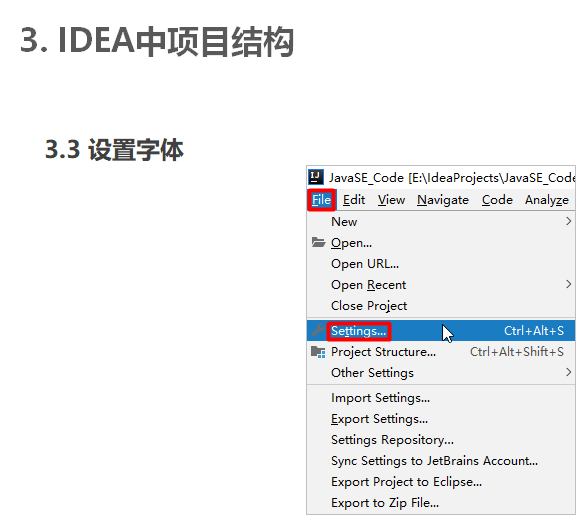 3. IDEA中项目结构
3.3 设置字体
JavaSE_Code [E:\IdeaProjects\JavaSE_Code
File Edit View Navigate Code Analyze
New
Open...
Open URL...
Open Recent
Close Project
Settings... Ctrl+Alt+S
Project Structure... Ctrl+Alt+Shift+S
Other Settings
Import Settings...
Export Settings...
Settings Repository...
Sync Settings to JetBrains Account...
Export Project to Eclipse...
Export to Zip File...